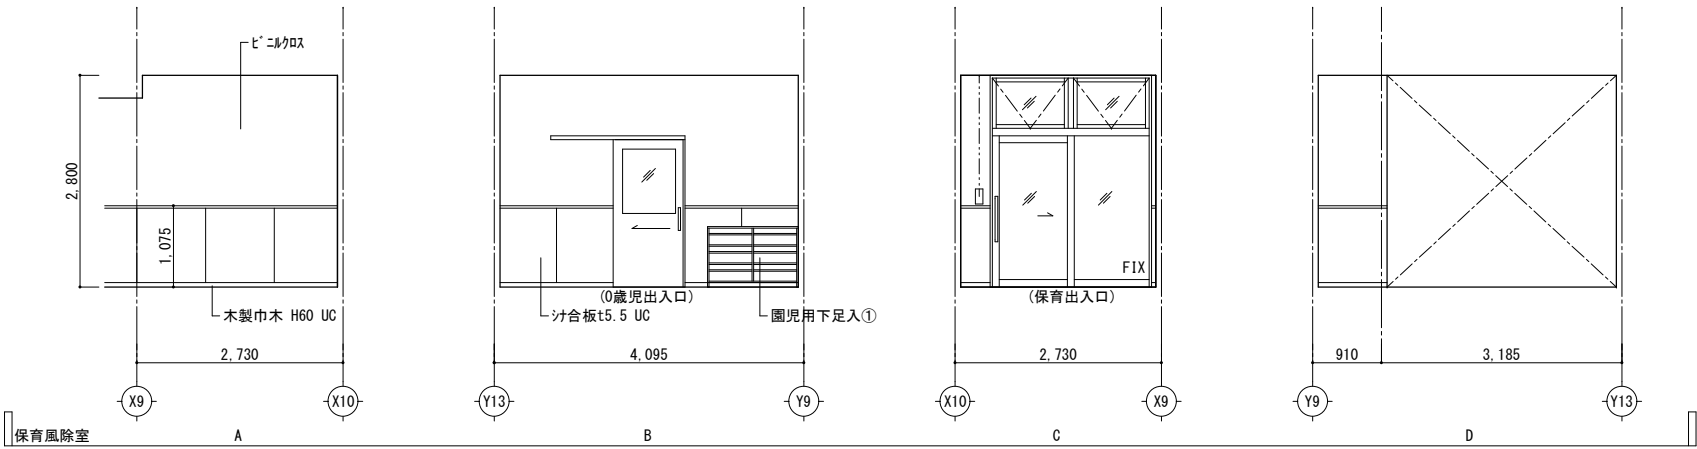 ビニルクロス
2,800
1,075
木製巾木 H60 UC
2,730
X9
X10
(0歳児出入口)
シナ合板t5.5 UC
園児用下足入①
4,095
Y13
Y9
FIX
(保育出入口)
2,730
X10
X9
910
3,185
Y9
Y13
保育風除室
A
B
C
D